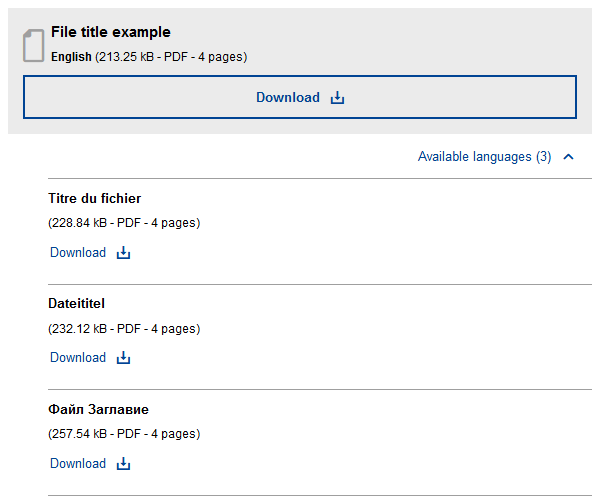 File title example
English (213.25 kB - PDF - 4 pages)
Download
Available languages (3)
Titre du fichier
(228.84 kB - PDF - 4 pages)
Download
Dateititel
(232.12 kB - PDF - 4 pages)
Download
Файл Заглавие
(257.54 kB - PDF - 4 pages)
Download